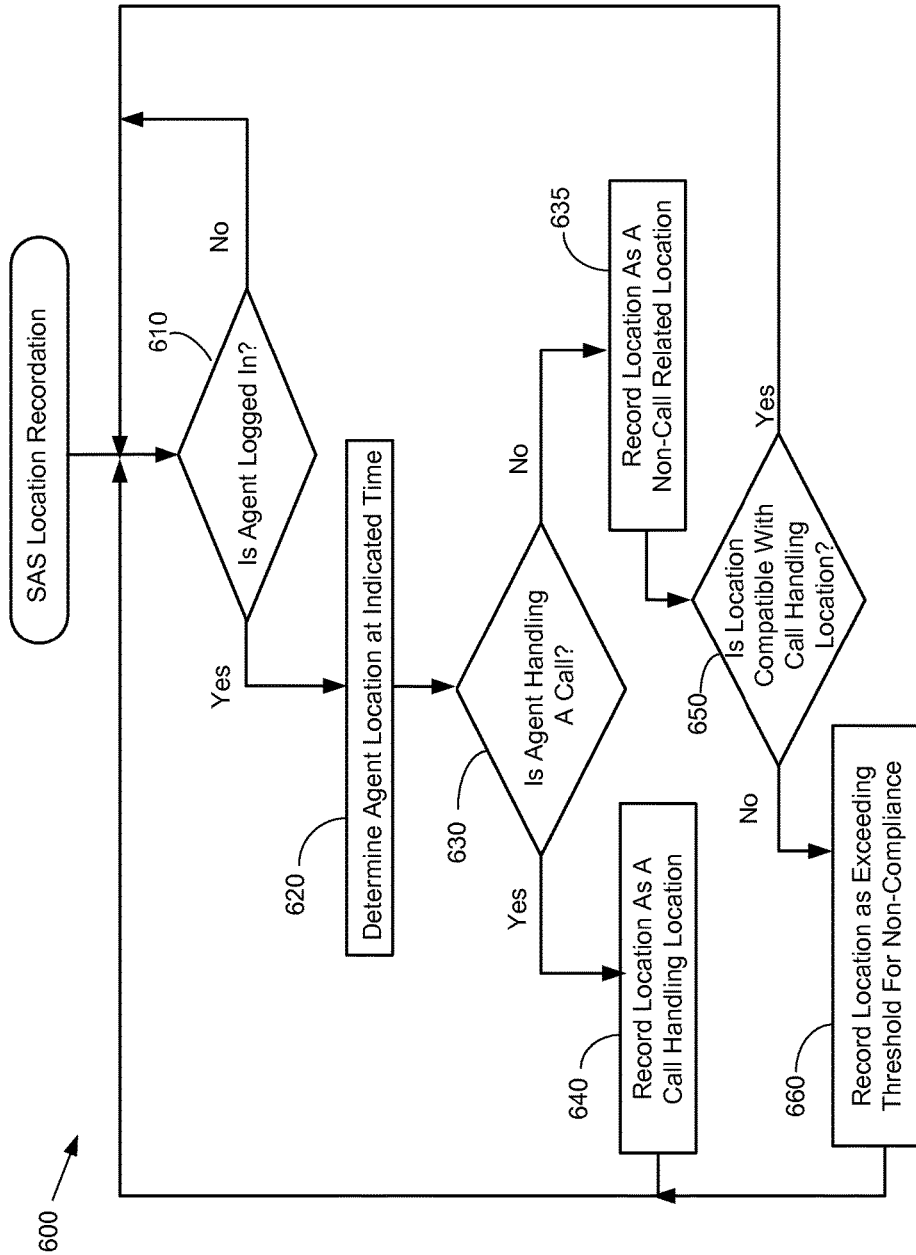 600
SAS Location Recordation
610
Is Agent Logged In?
No
Yes
620
Determine Agent Location at Indicated Time
630
Is Agent Handling
A Call?
Yes
No
640
Record Location As A
Call Handling Location
635
Record Location As A
Non-Call Related Location
650
Is Location
Compatible With
Call Handling
Location?
No
Yes
660
Record Location as Exceeding
Threshold For Non-Compliance